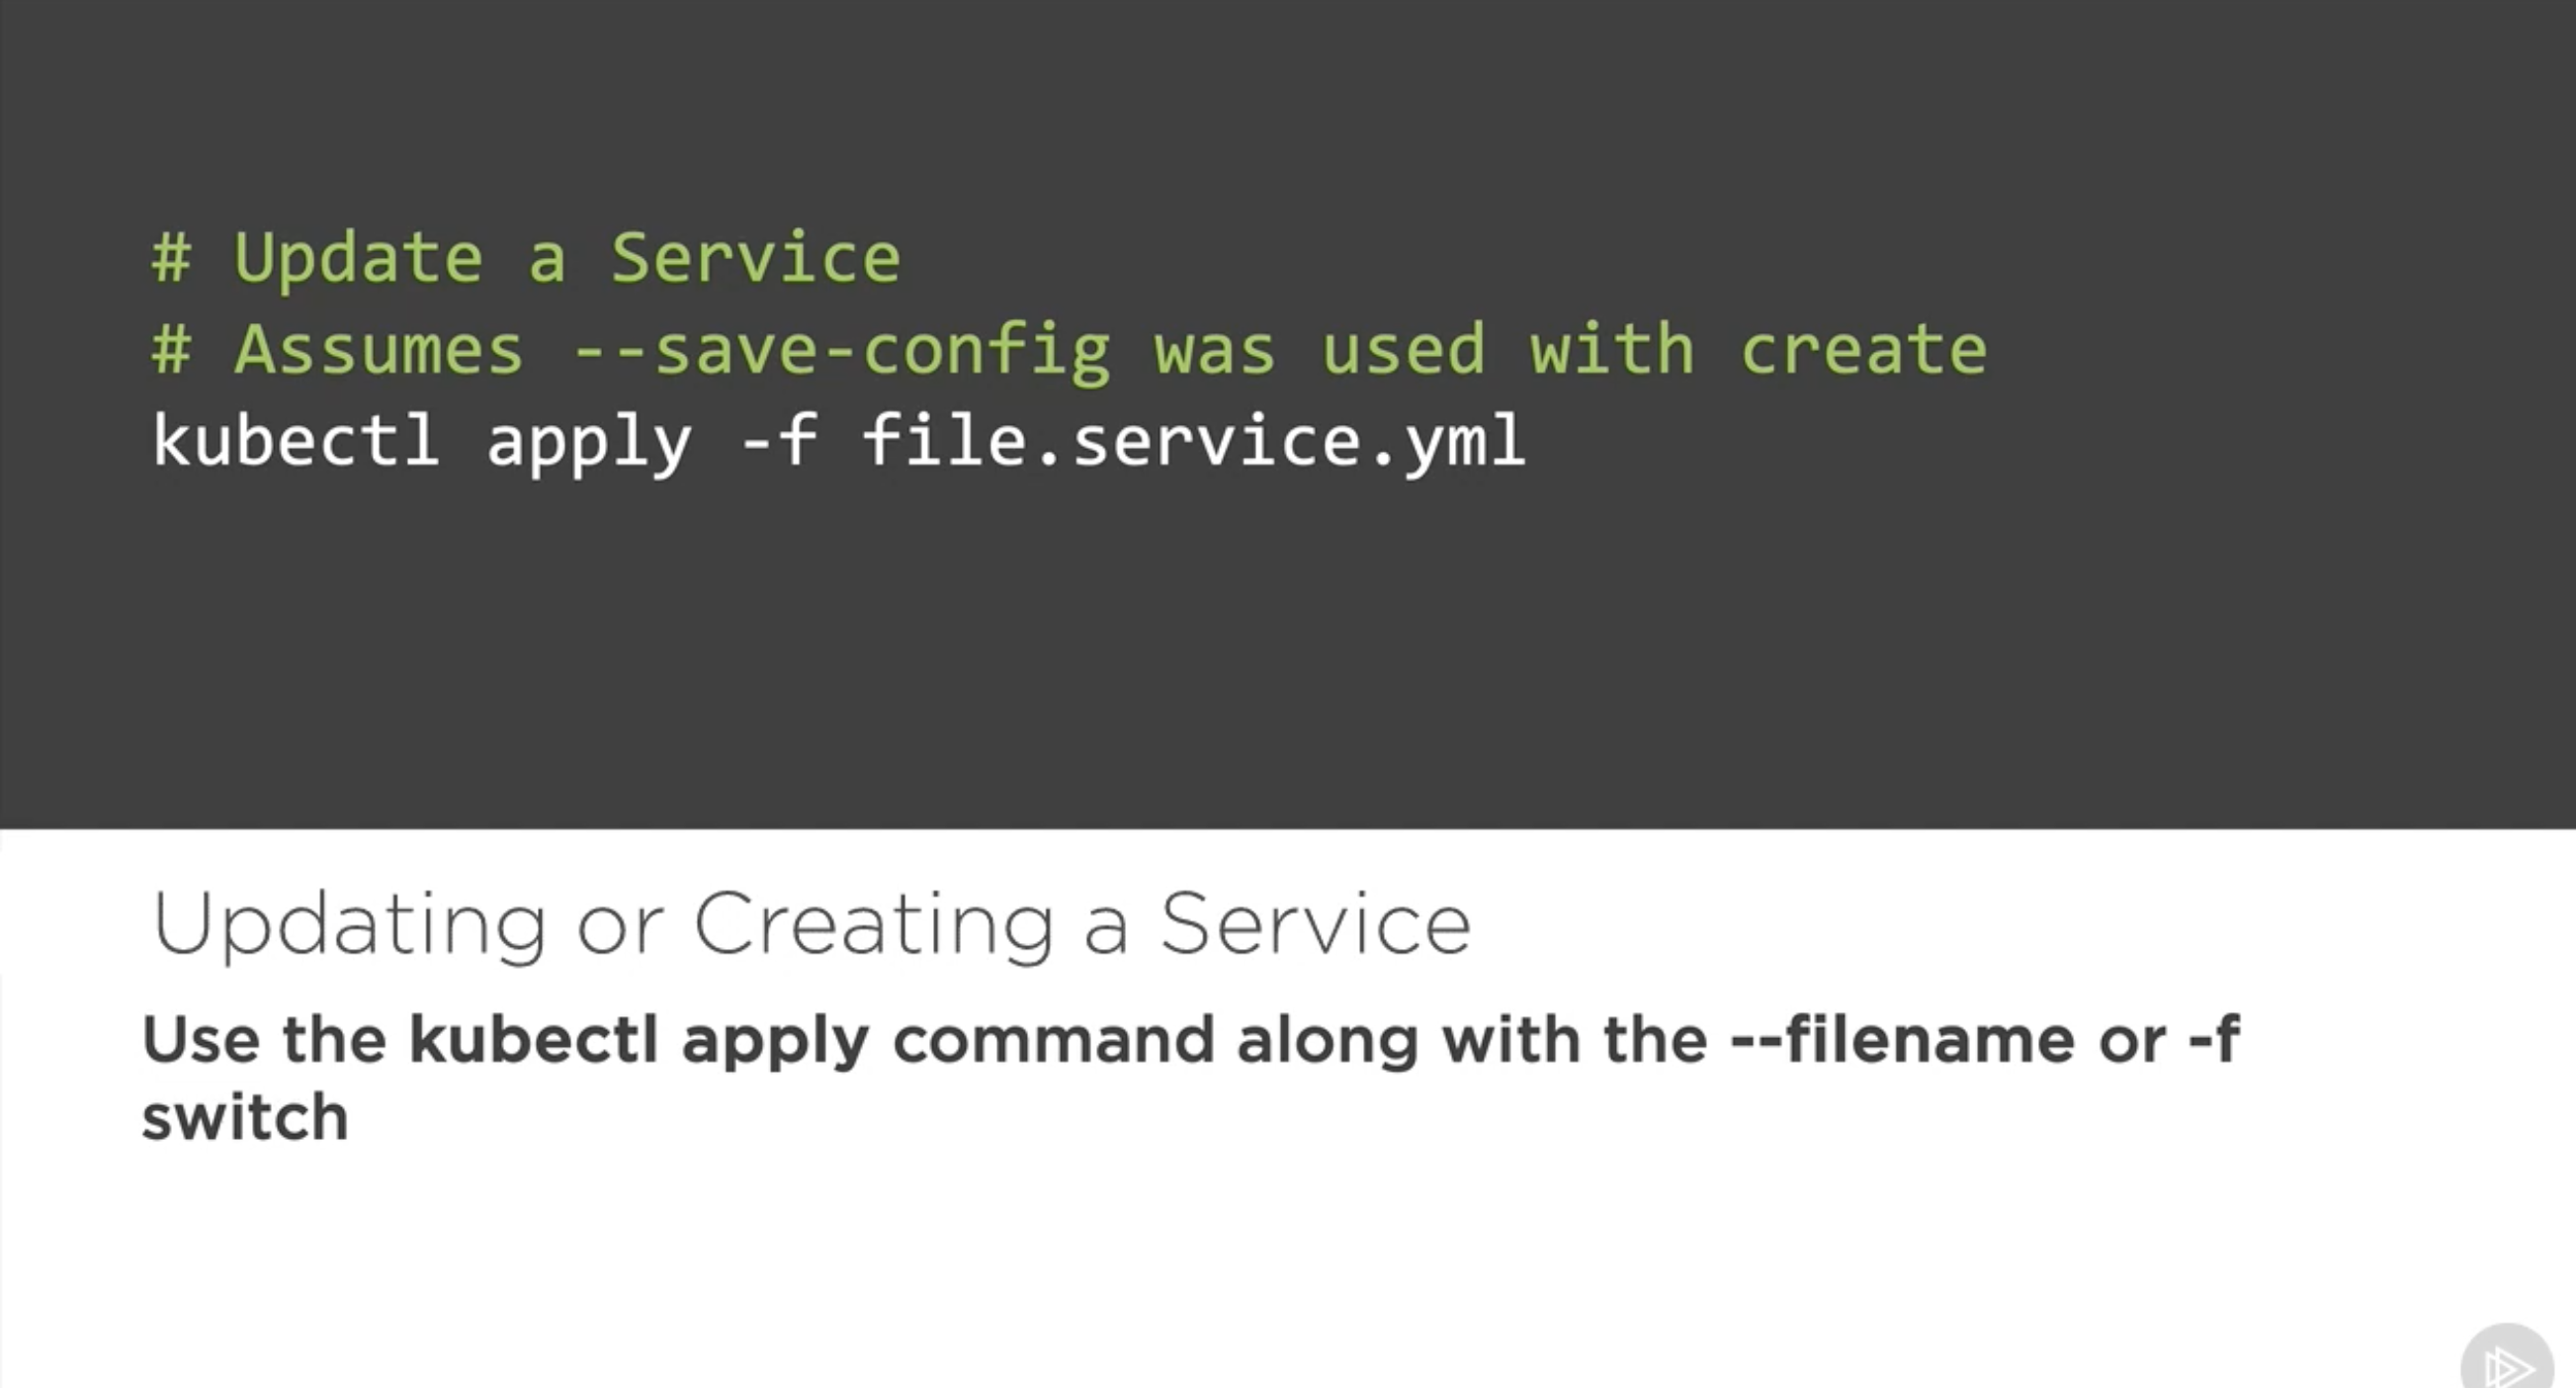 # Update a Service
# Assumes --save-config was used with create
kubectl apply -f file.service.yml
Updating or Creating a Service
Use the kubectl apply command along with the --filename or -f
switch